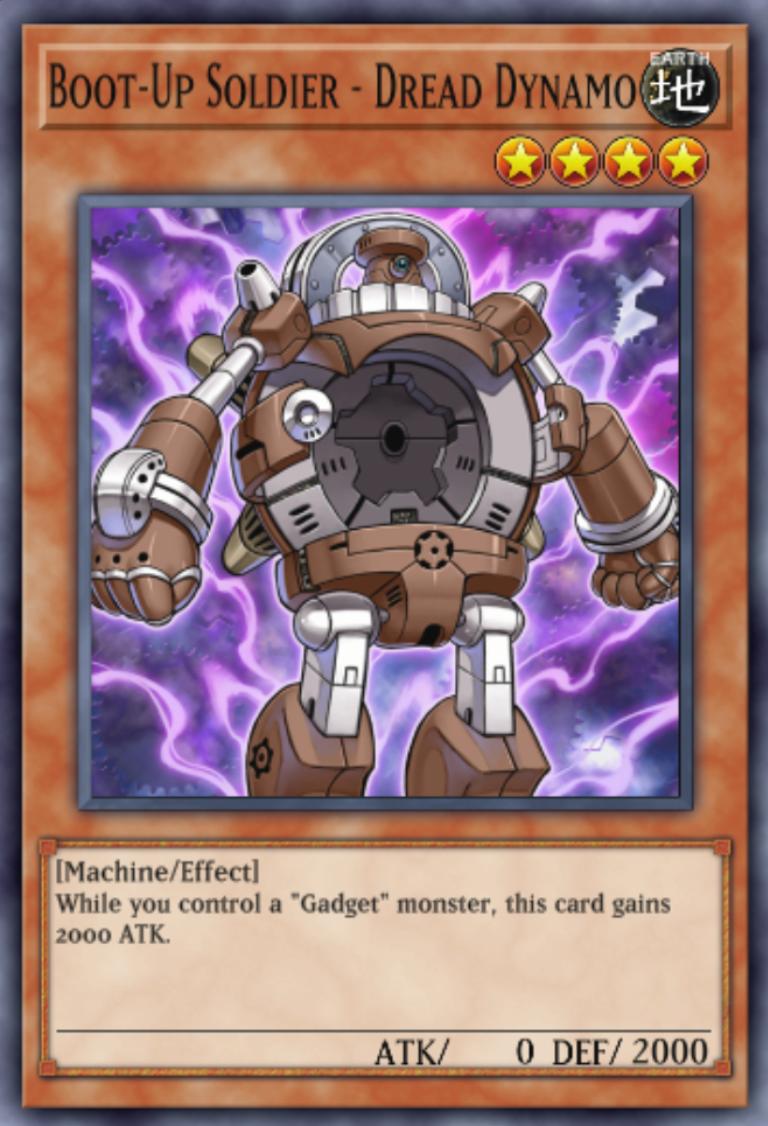 Boot-Up Soldier - Dread Dynamo
EARTH
地
[Machine/Effect]
While you control a "Gadget" monster, this card gains
2000 ATK.
ATK/ 0 DEF/ 2000